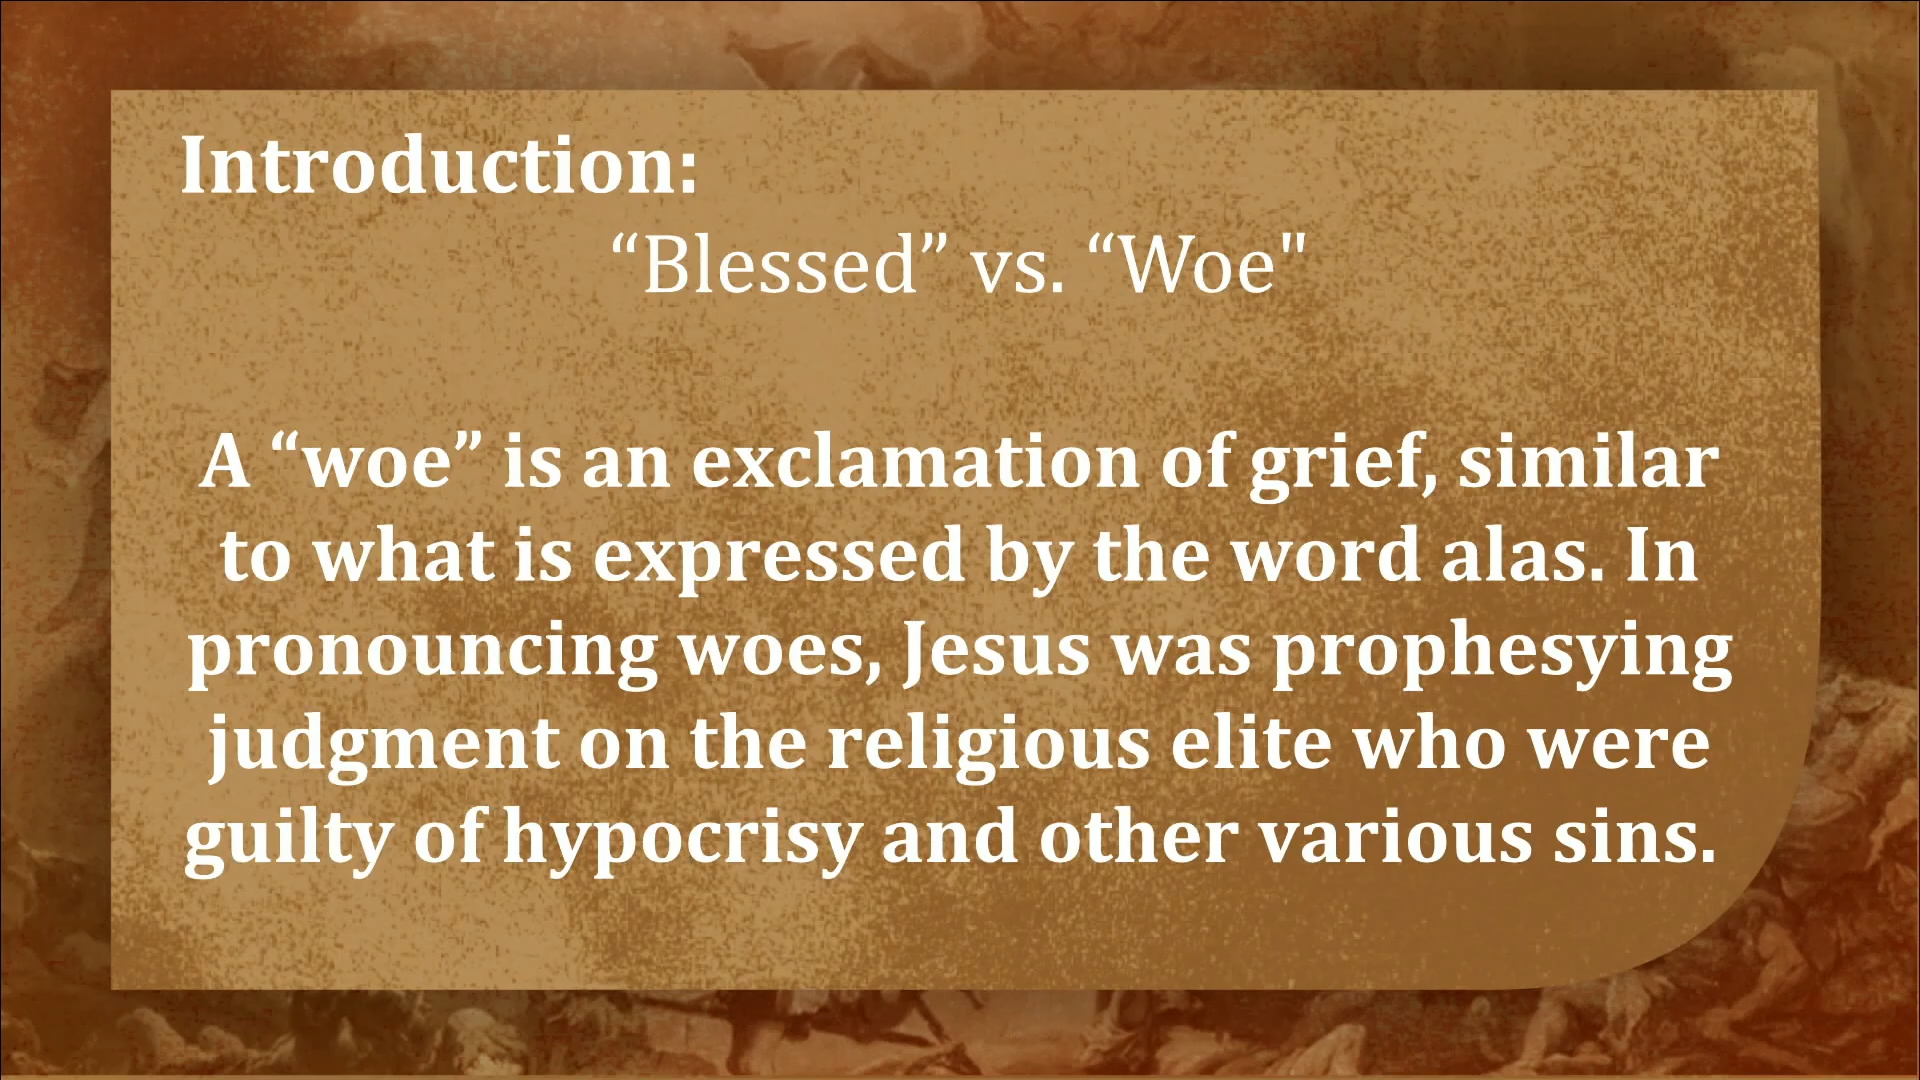 Introduction:
“Blessed” vs. “Woe"
A “woe” is an exclamation of grief, similar
to what is expressed by the word alas. In
pronouncing woes, Jesus was prophesying
judgment on the religious elite who were
guilty of hypocrisy and other various sins.